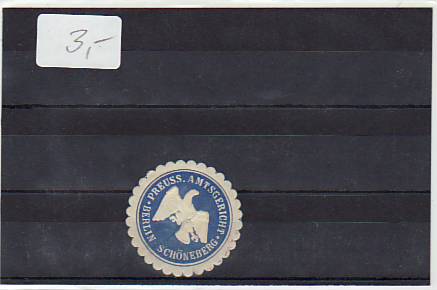 3,-
PREUSS. AMTSGERICHT
BERLIN SCHÖNEBERG